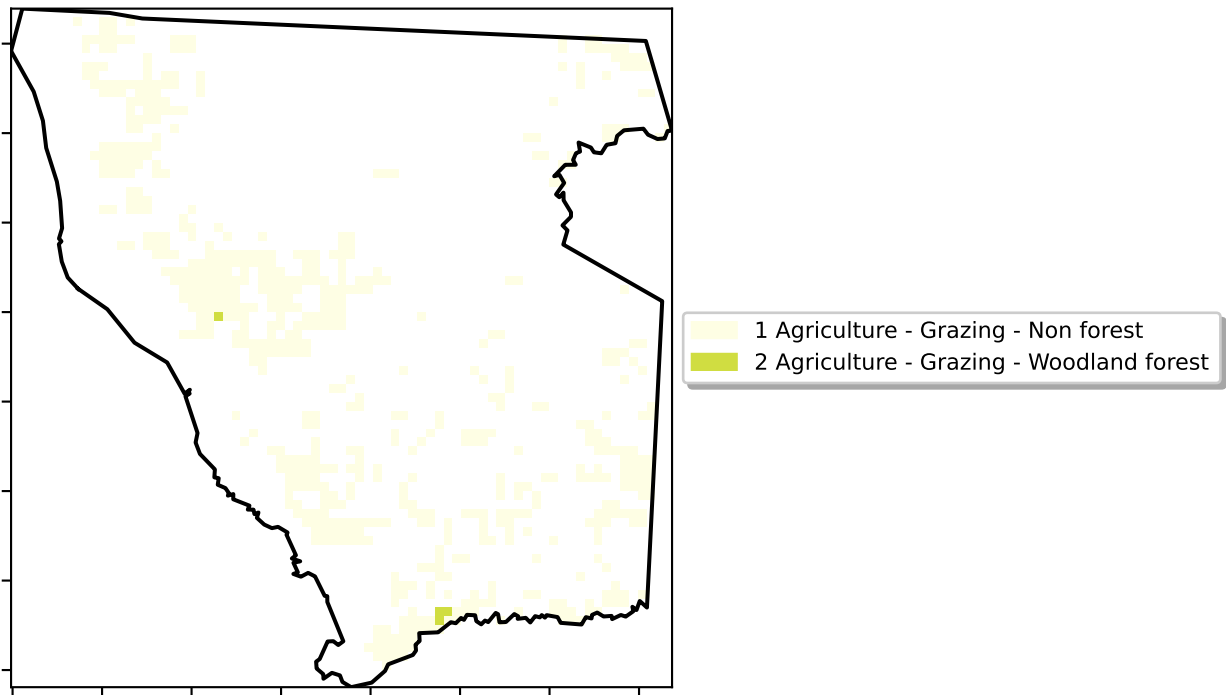 1 Agriculture - Grazing - Non forest
2 Agriculture - Grazing - Woodland forest